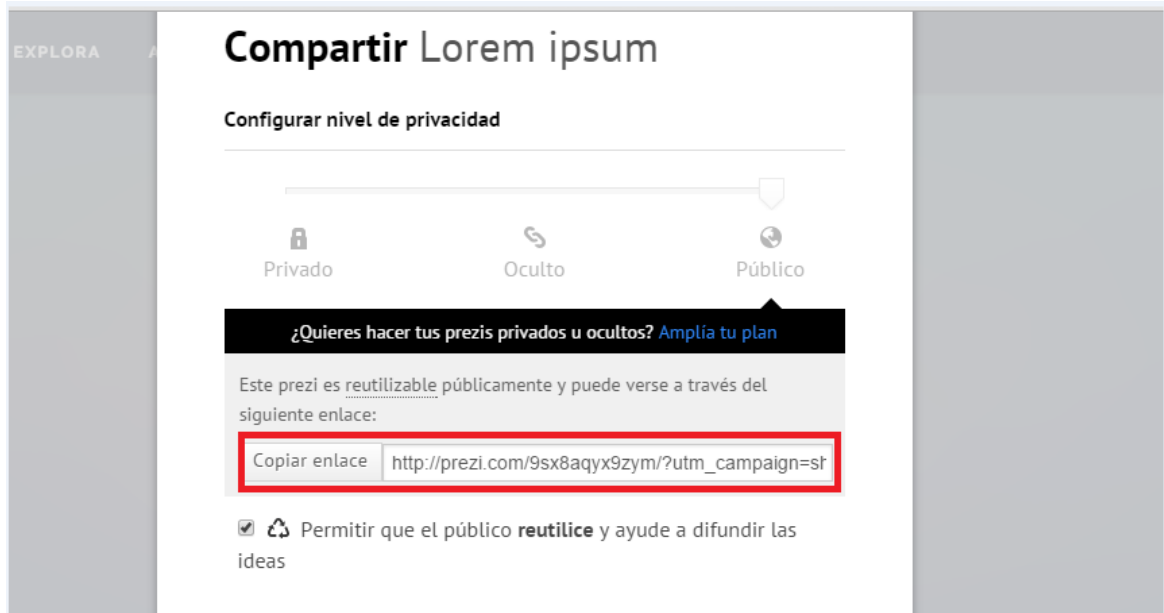 EXPLORA A
Compartir Lorem ipsum
Configurar nivel de privacidad
Privado Oculto Público
¿Quieres hacer tus prezis privados u ocultos? Amplía tu plan
Este prezi es reutilizable públicamente y puede verse a través del
siguiente enlace:
Copiar enlace http://prezi.com/9sx8aqyx9zym/?utm_campaign=sh
Permitir que el público reutilice y ayude a difundir las
ideas